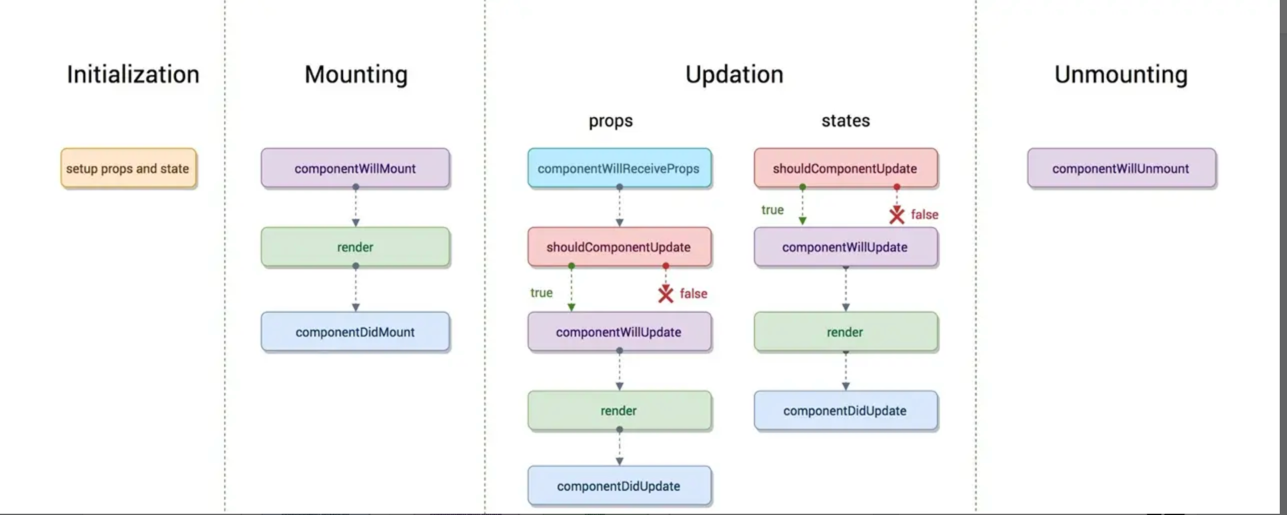 Initialization
setup props and state
Mounting
componentWillMount
render
componentDidMount
Updation
props
componentWillReceiveProps
shouldComponentUpdate
true
false
componentWillUpdate
render
componentDidUpdate
states
shouldComponentUpdate
true
false
componentWillUpdate
render
componentDidUpdate
Unmounting
componentWillUnmount